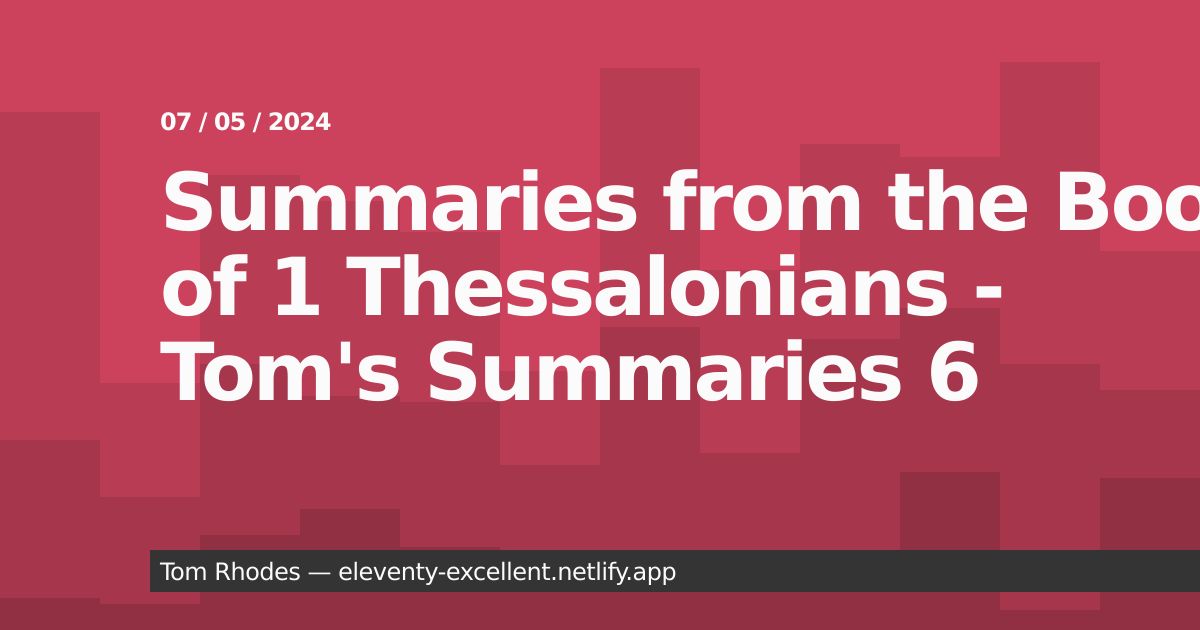 07 / 05 / 2024
Summaries from the Boo
of 1 Thessalonians -
Tom's Summaries 6
Tom Rhodes — eleventy-excellent.netlify.app